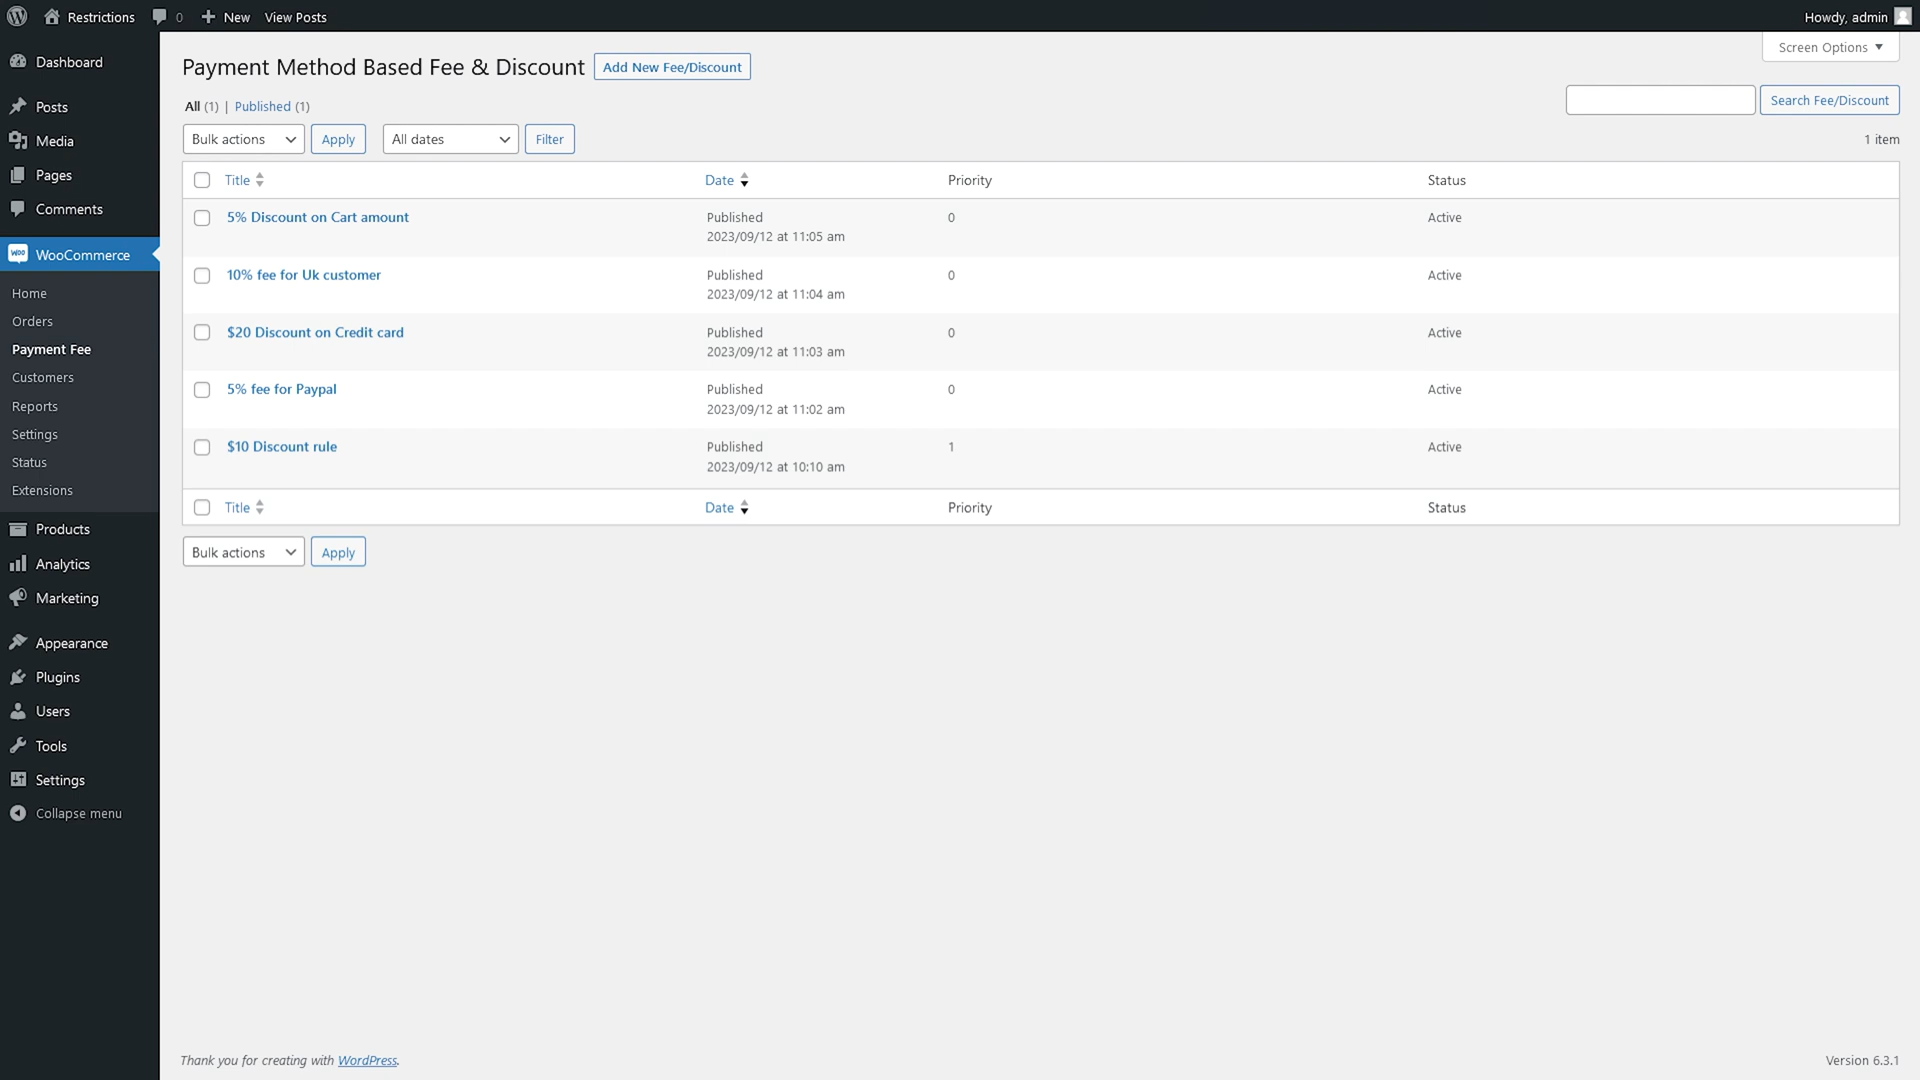 Restrictions 0 New View Posts Howdy, admin
Screen Options
Dashboard
Posts
Media
Pages
Comments
WooCommerce
Home
Orders
Payment Fee
Customers
Reports
Settings
Status
Extensions
Products
Analytics
Marketing
Appearance
Plugins
Users
Tools
Settings
Collapse menu
Payment Method Based Fee & Discount Add New Fee/Discount
All (1) | Published (1)
Search Fee/Discount
Bulk actions Apply All dates Filter 1 item
Title Date Priority Status
5% Discount on Cart amount Published 0 Active
2023/09/12 at 11:05 am
10% fee for Uk customer Published 0 Active
2023/09/12 at 11:04 am
$20 Discount on Credit card Published 0 Active
2023/09/12 at 11:03 am
5% fee for Paypal Published 0 Active
2023/09/12 at 11:02 am
$10 Discount rule Published 1 Active
2023/09/12 at 10:10 am
Title Date Priority Status
Bulk actions Apply
Thank you for creating with WordPress. Version 6.3.1